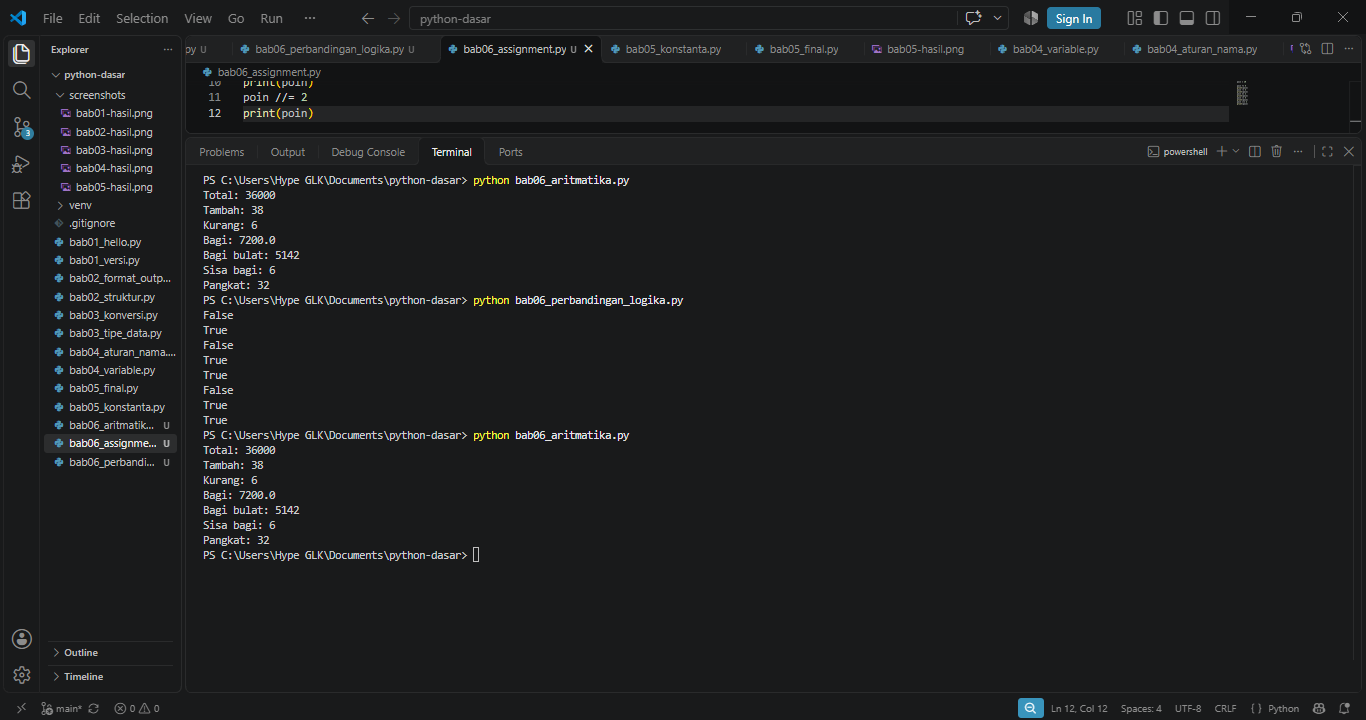 File Edit Selection View Go Run ··· python-dasar Sign In
Explorer ···
python-dasar
screenshots
bab01-hasil.png
bab02-hasil.png
bab03-hasil.png
bab04-hasil.png
bab05-hasil.png
venv
.gitignore
bab01_hello.py
bab01_versi.py
bab02_format_outp...
bab02_struktur.py
bab03_konversi.py
bab03_tipe_data.py
bab04_aturan_nama....
bab04_variable.py
bab05_final.py
bab05_konstanta.py
bab06_aritmatik... U
bab06_assignme... U
bab06_perbandi... U
Outline
Timeline
py U bab06_perbandingan_logika.py U bab06_assignment.py U bab05_konstanta.py bab05_final.py bab05-hasil.png bab04_variable.py bab04_aturan_nama.py
bab06_assignment.py
10 print(poin)
11 poin //= 2
12 print(poin)
Problems Output Debug Console Terminal Ports powershell
PS C:\Users\Hype GLK\Documents\python-dasar> python bab06_aritmatika.py
Total: 36000
Tambah: 38
Kurang: 6
Bagi: 7200.0
Bagi bulat: 5142
Sisa bagi: 6
Pangkat: 32
PS C:\Users\Hype GLK\Documents\python-dasar> python bab06_perbandingan_logika.py
False
True
False
True
True
False
True
True
PS C:\Users\Hype GLK\Documents\python-dasar> python bab06_aritmatika.py
Total: 36000
Tambah: 38
Kurang: 6
Bagi: 7200.0
Bagi bulat: 5142
Sisa bagi: 6
Pangkat: 32
PS C:\Users\Hype GLK\Documents\python-dasar>
3
main* 0 0 Ln 12, Col 12 Spaces: 4 UTF-8 CRLF { } Python